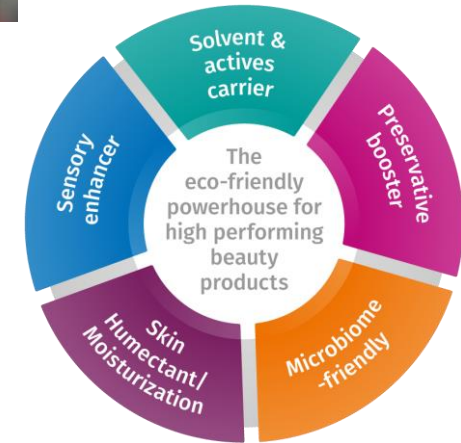 Solvent &
actives
carrier
Preservative
booster
Microbiome
-friendly
Skin
Humectant/
Moisturization
Sensory
enhancer
The
eco-friendly
powerhouse for
high performing
beauty
products